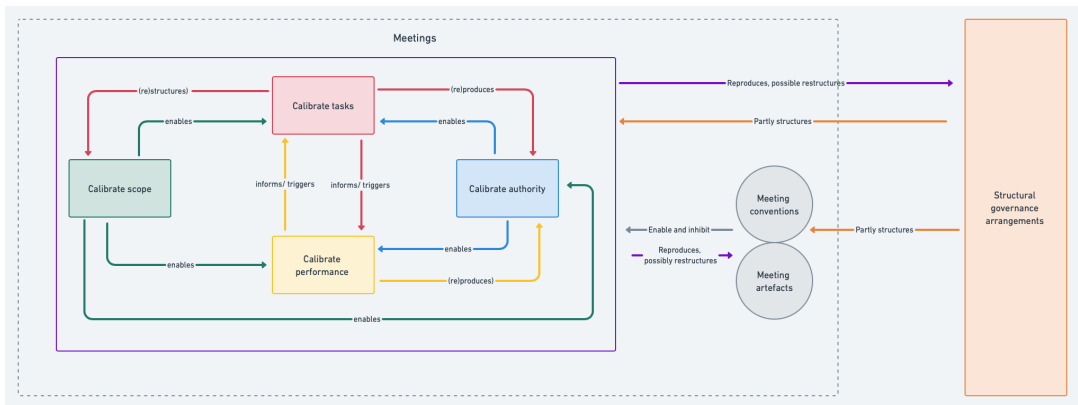 Meetings
(re)structures)
Calibrate tasks
(re)produces
Reproduces, possible restructures
enables
enables
Partly structures
Calibrate scope
informs/ triggers
informs/ triggers
Calibrate authority
Meeting
conventions
Structural
governance
arrangements
Enable and inhibit
Partly structures
enables
Reproduces,
possibly restructures
Calibrate
performance
enables
Meeting
artefacts
(re)produces)
enables